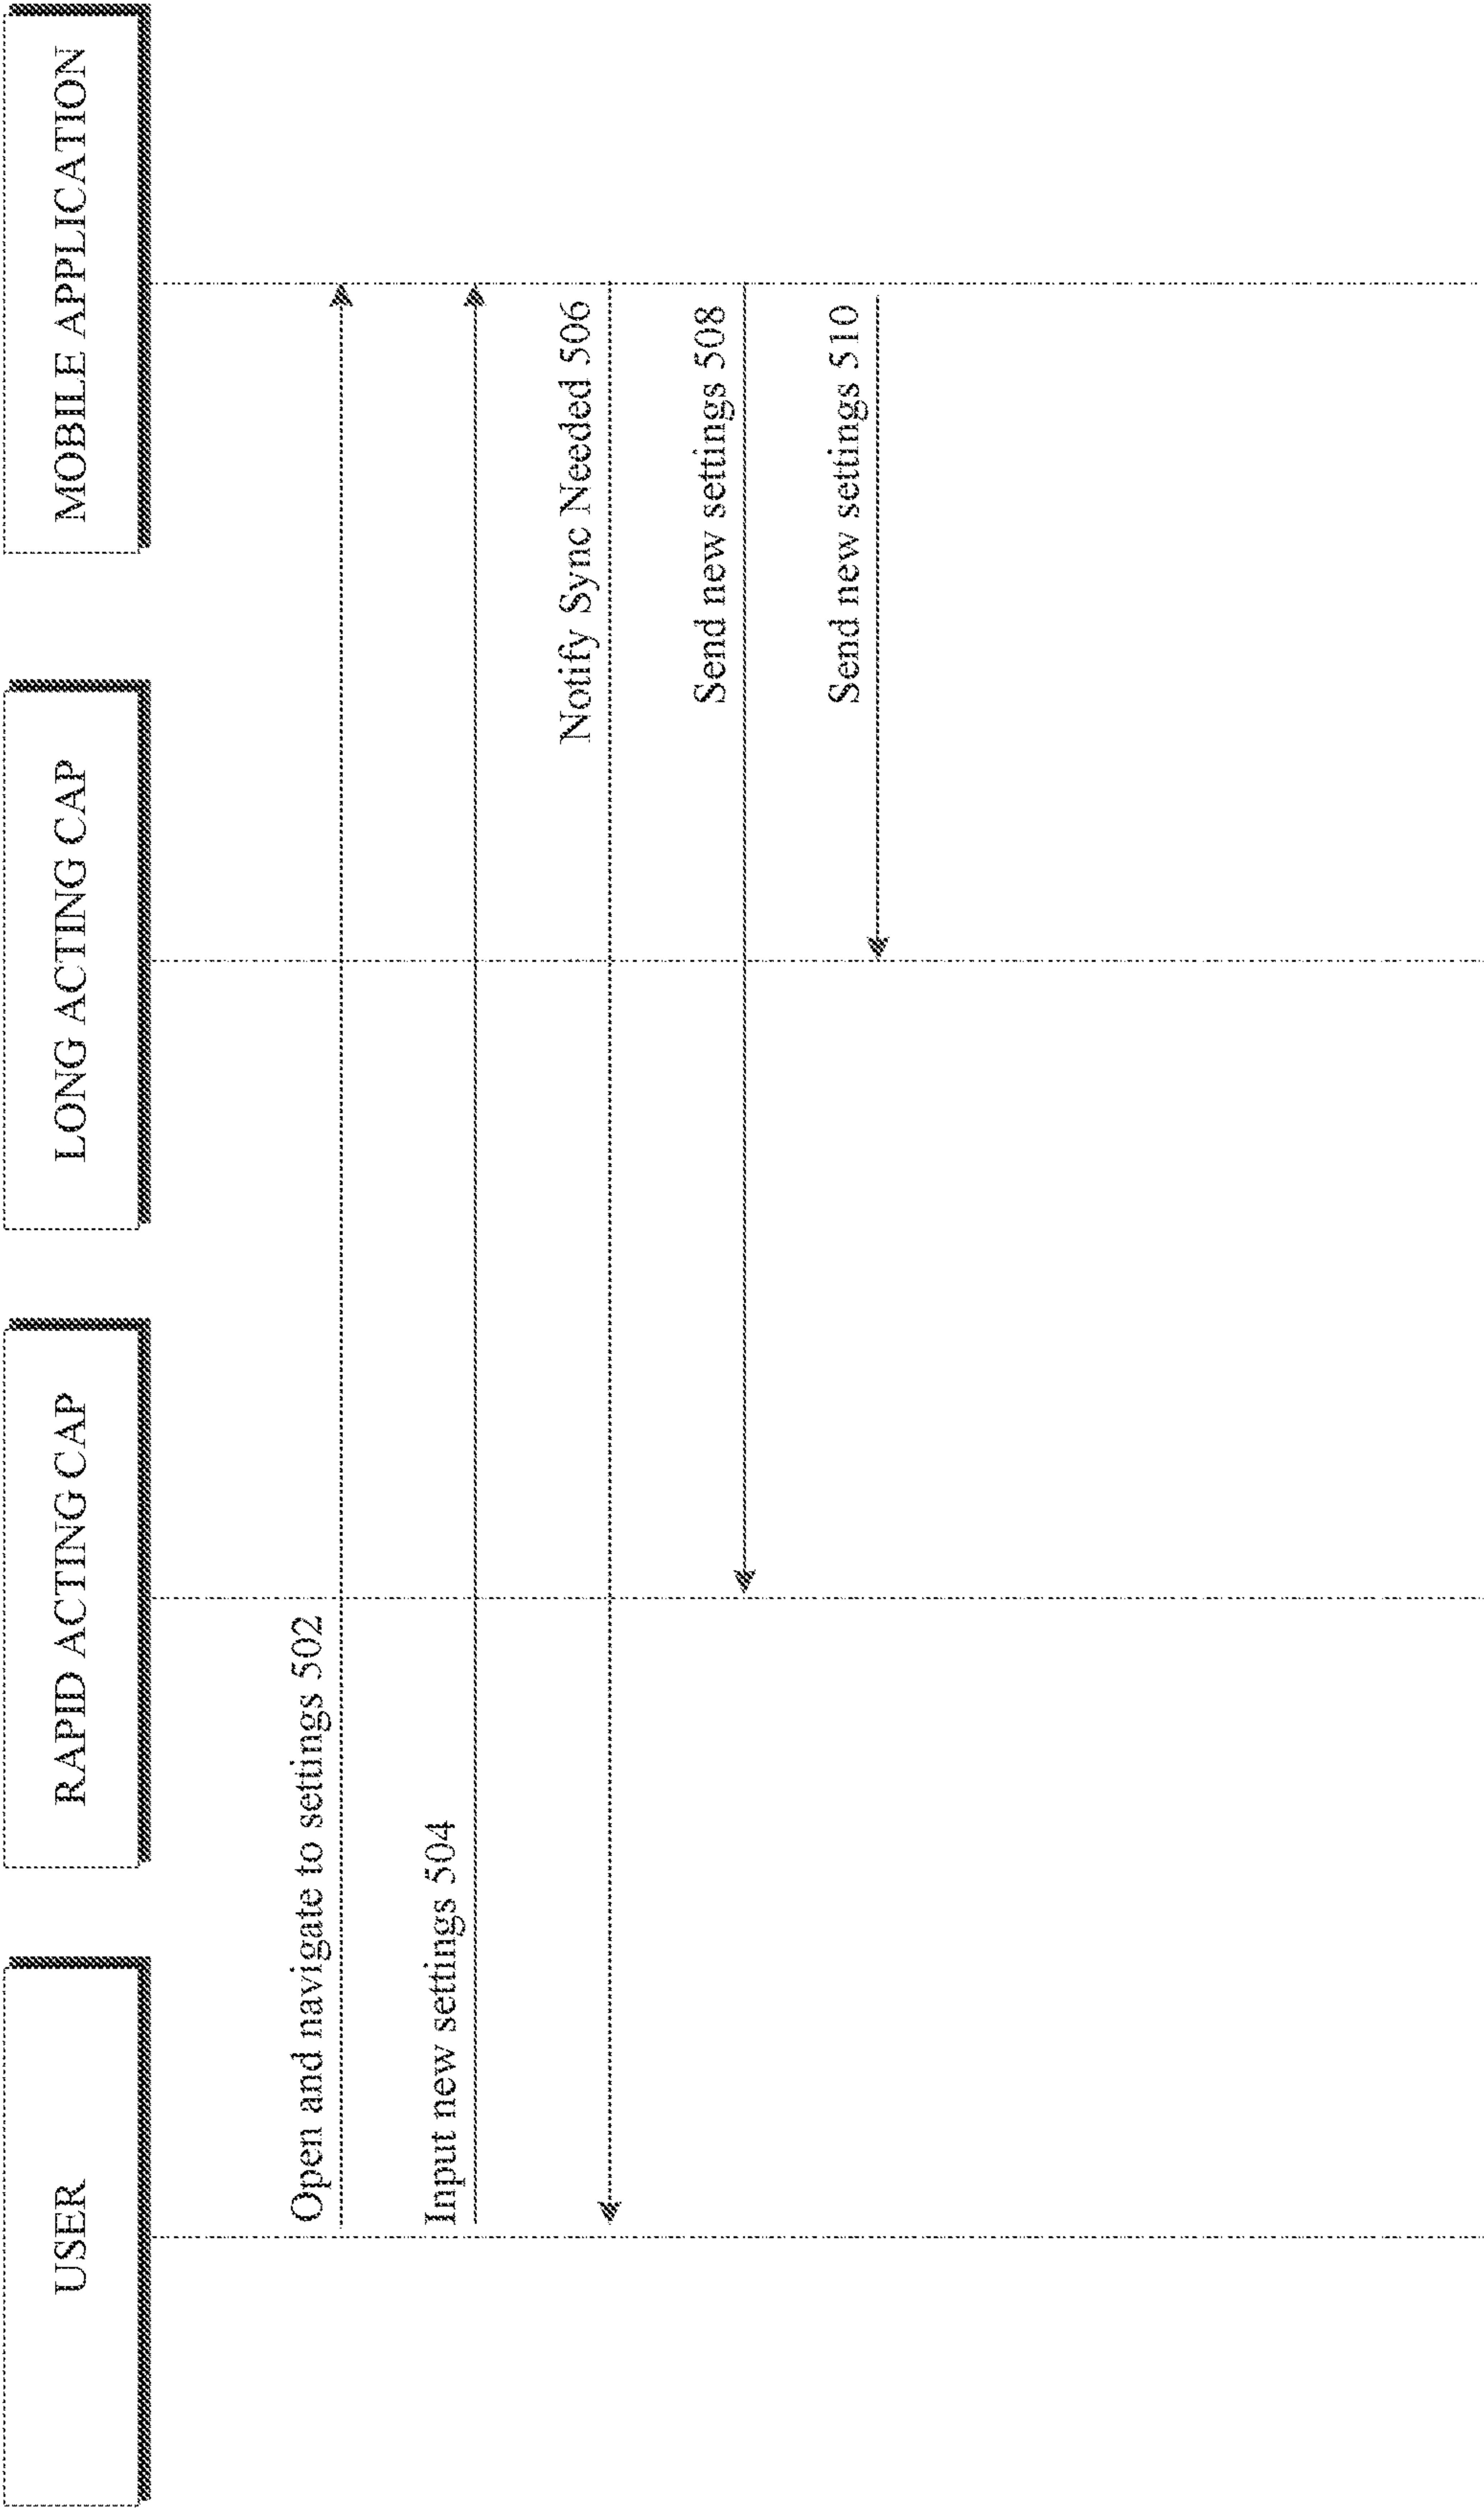 USER
RAPID ACTING CAP
LONG ACTING CAP
MOBILE APPLICATION
Open and navigate to settings 502
Input new settings 504
Notify Sync Needed 506
Send new settings 508
Send new settings 510